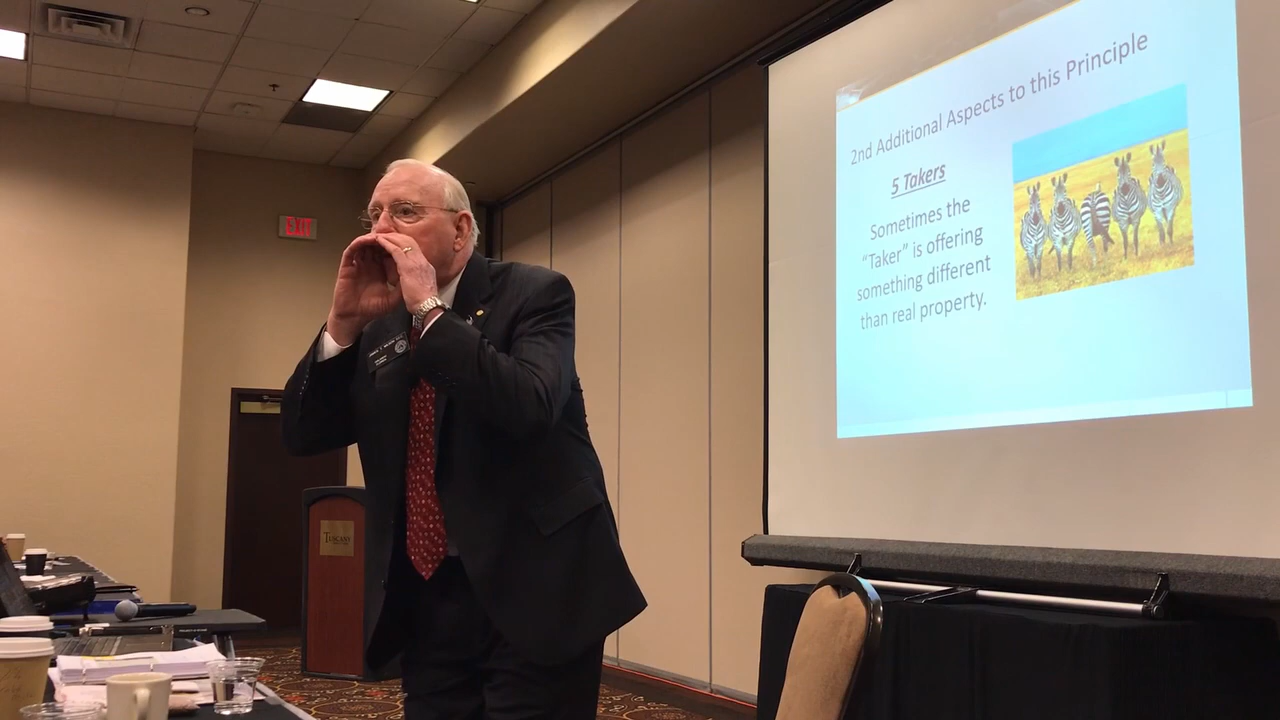 2nd Additional Aspects to this Principle
5 Takers
Sometimes the
“Taker” is offering
something different
than real property.
EXIT
TUSCANY